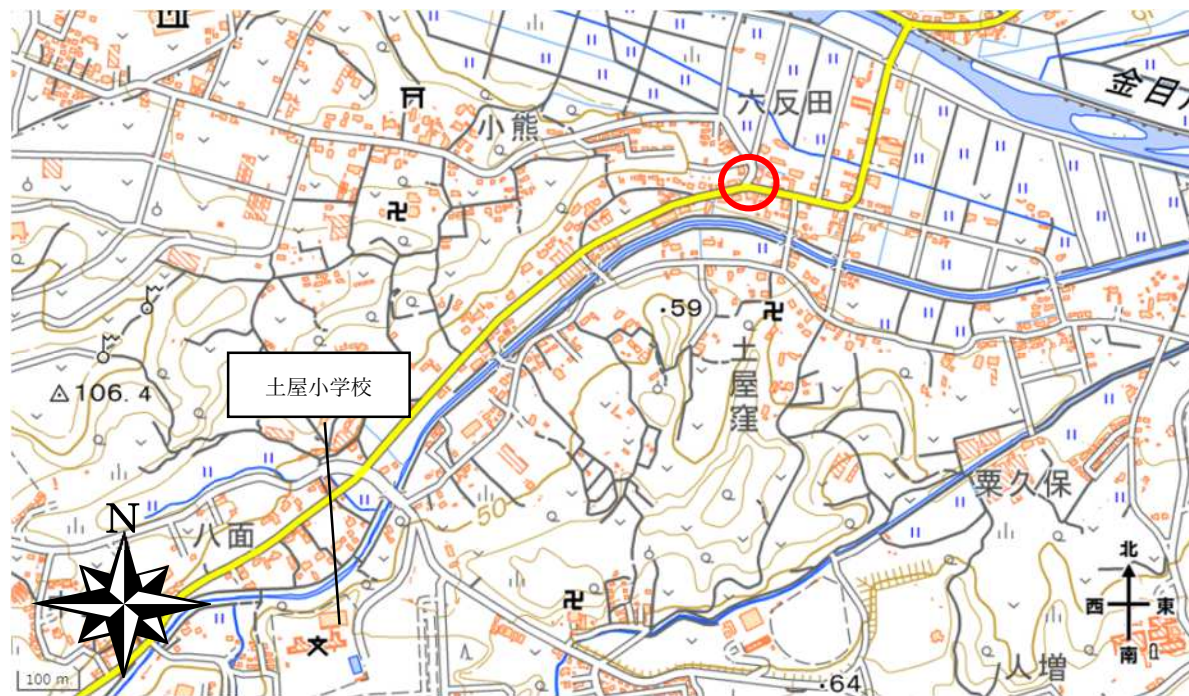 六反田
金目
小熊
・59
土屋窪
土屋小学校
106.4
50
粟久保
八面
N
北
西 東
南
人増
・64
100 m